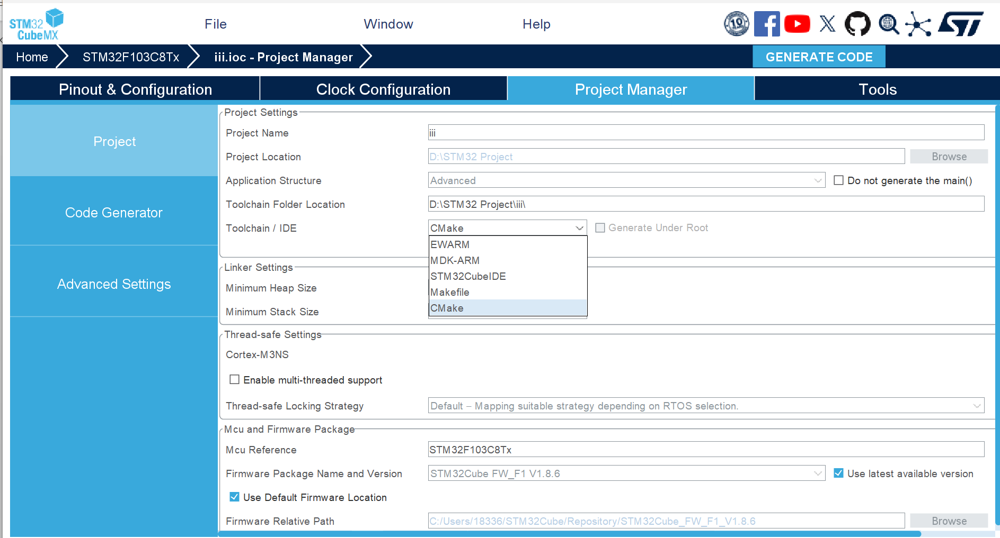 STM32
CubeMX
File
Window
Help
10
Home
STM32F103C8Tx
iii.ioc - Project Manager
GENERATE CODE
Pinout & Configuration
Clock Configuration
Project Manager
Tools
Project
Code Generator
Advanced Settings
Project Settings
Project Name
iii
Project Location
D:\STM32 Project
Browse
Application Structure
Advanced
Do not generate the main()
Toolchain Folder Location
D:\STM32 Project\iii\
Toolchain / IDE
CMake
Generate Under Root
EWARM
MDK-ARM
STM32CubeIDE
Makefile
CMake
Linker Settings
Minimum Heap Size
Minimum Stack Size
Thread-safe Settings
Cortex-M3NS
Enable multi-threaded support
Thread-safe Locking Strategy
Default – Mapping suitable strategy depending on RTOS selection.
Mcu and Firmware Package
Mcu Reference
STM32F103C8Tx
Firmware Package Name and Version
STM32Cube FW_F1 V1.8.6
Use latest available version
Use Default Firmware Location
Firmware Relative Path
C:/Users/18336/STM32Cube/Repository/STM32Cube_FW_F1_V1.8.6
Browse